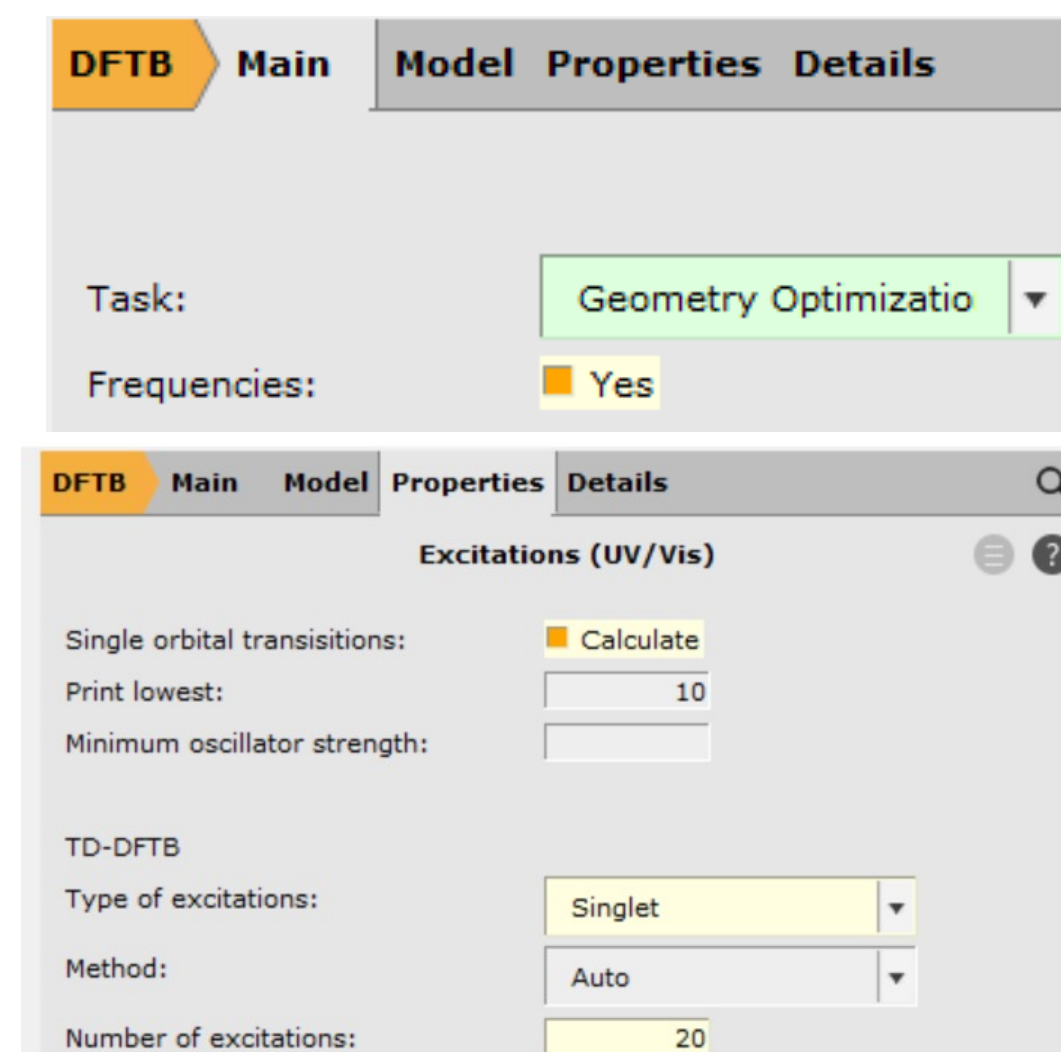 DFTB Main Model Properties Details
Task: Geometry Optimizatio
Frequencies: Yes
DFTB Main Model Properties Details
Excitations (UV/Vis) ?
Single orbital transisitions: Calculate
Print lowest: 10
Minimum oscillator strength:
TD-DFTB
Type of excitations: Singlet
Method: Auto
Number of excitations: 20